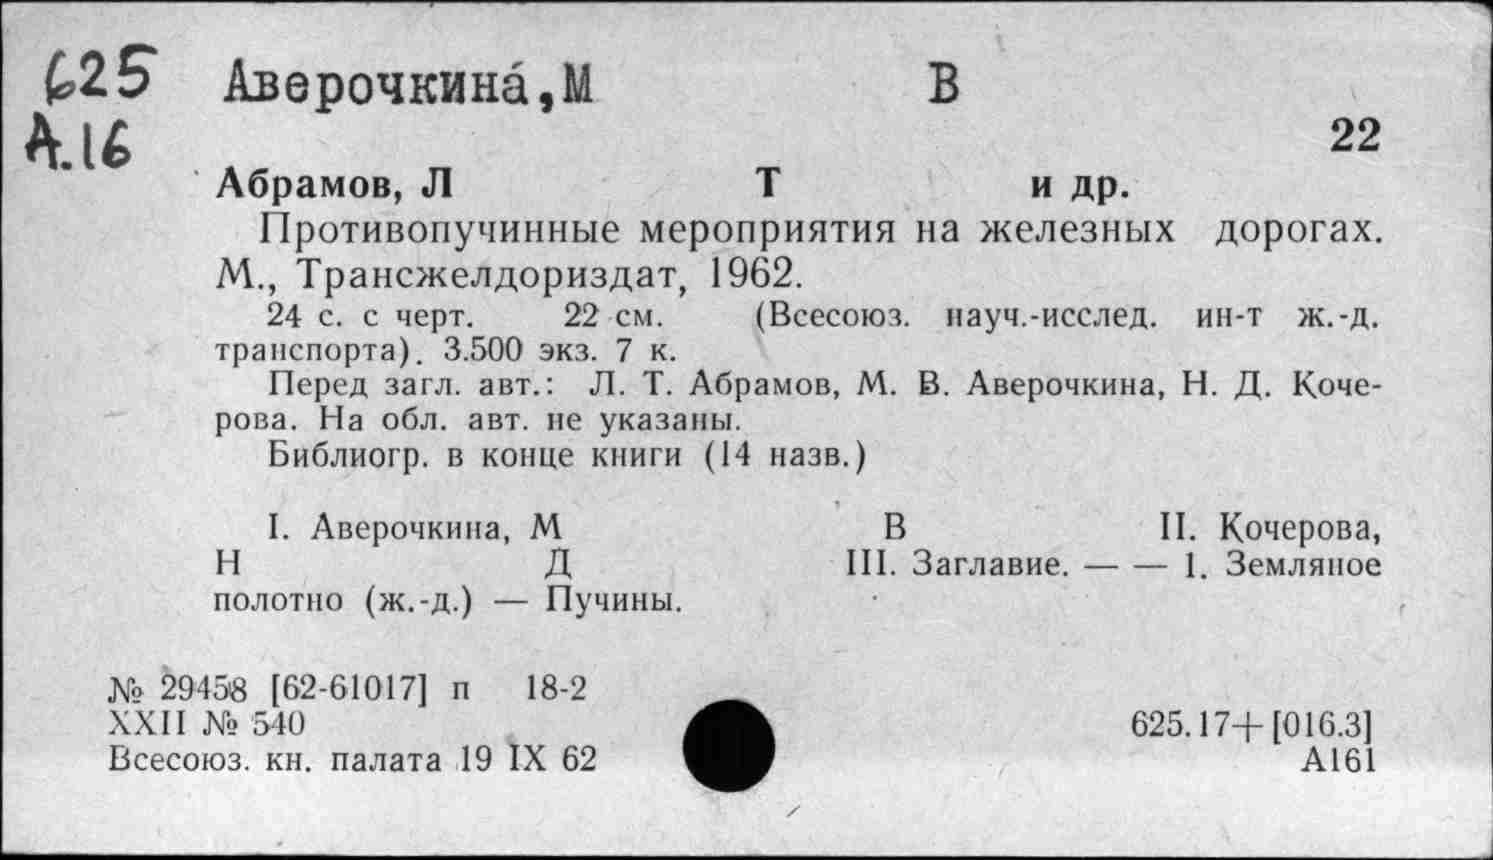 625 Аверочкина́,М В
А.16
22
Абрамов, Л Т и др.
Противопучинные мероприятия на железных дорогах.
М., Трансжелдориздат, 1962.
24 с. с черт. 22 см. (Всесоюз. науч.-исслед. ин-т ж.-д.
транспорта). 3.500 экз. 7 к.
Перед загл. авт.: Л. Т. Абрамов, М. В. Аверочкина, Н. Д. Коче-
рова. На обл. авт. не указаны.
Библиогр. в конце книги (14 назв.)
I. Аверочкина, М В II. Кочерова,
Н Д III. Заглавие. — — 1. Земляное
полотно (ж.-д.) — Пучины.
№ 29458 [62-61017] п 18-2
XXII № 540 625.17+[016.3]
Всесоюз. кн. палата 19 IX 62 А161